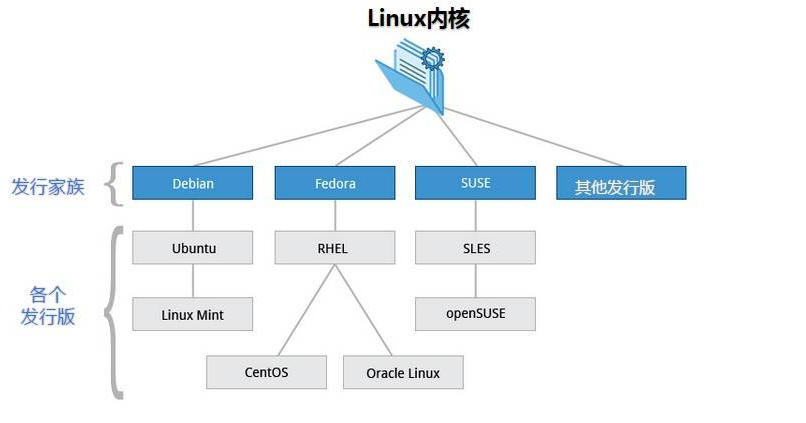 Linux内核
发行家族
Debian
Fedora
SUSE
其他发行版
各个
发行版
Ubuntu
RHEL
SLES
Linux Mint
openSUSE
CentOS
Oracle Linux